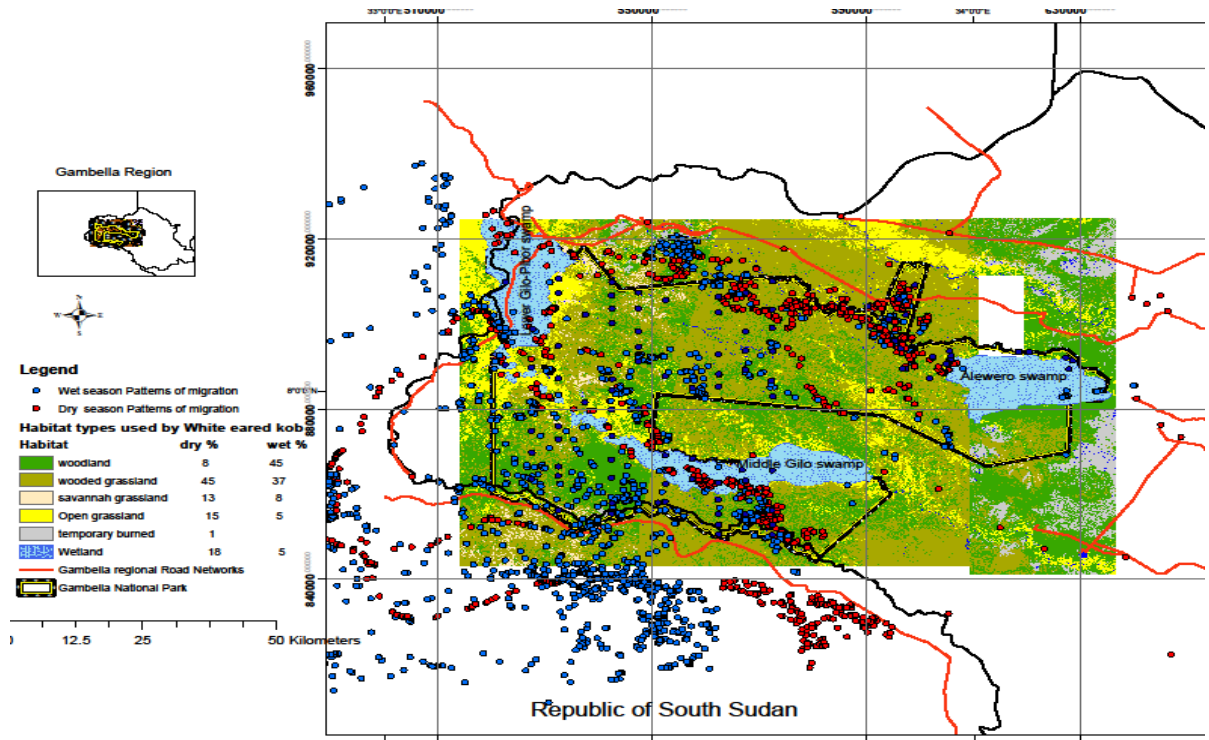 33°0'0"E 510000 550000 590000 34°0'0"E 630000
960000
Gambella Region
920000
Lower Gilo-Pibor swamp
N
W E
S
Legend
Wet season Patterns of migration
Dry season Patterns of migration
Habitat types used by White eared kob
Habitat dry % wet %
woodland 8 45
wooded grassland 45 37
savannah grassland 13 8
Open grassland 15 5
temporary burned 1
Wetland 18 5
Gambella regional Road Networks
Gambella National Park
0 12.5 25 50 Kilometers
Alewero swamp
8°0'0"N
880000
Middle Gilo swamp
840000
Republic of South Sudan